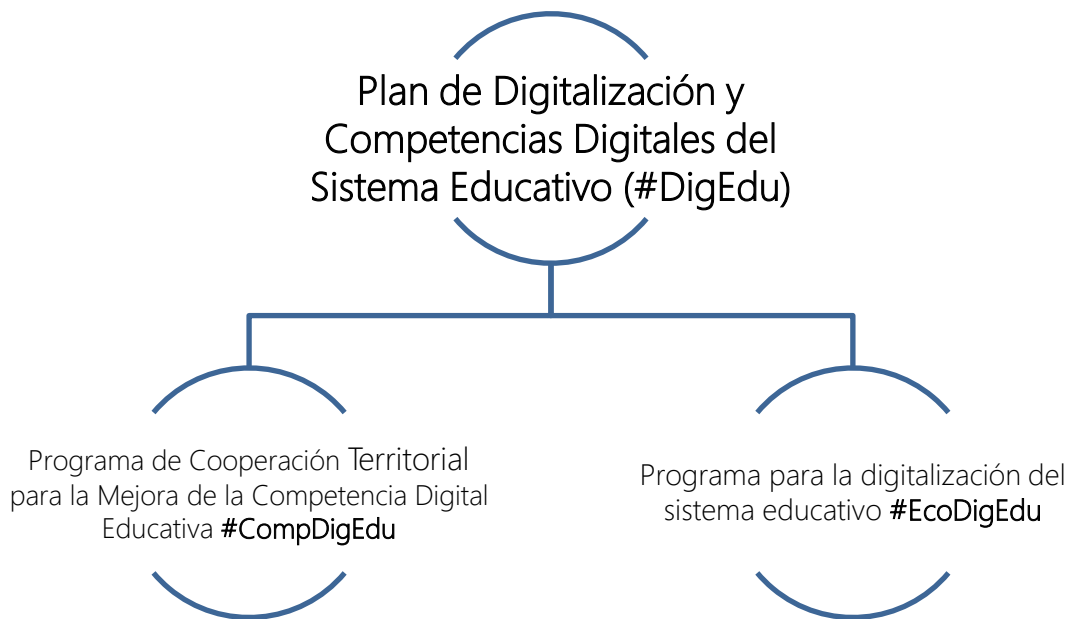 Plan de Digitalización y
Competencias Digitales del
Sistema Educativo (#DigEdu)
Programa de Cooperación Territorial
para la Mejora de la Competencia Digital
Educativa #CompDigEdu
Programa para la digitalización del
sistema educativo #EcoDigEdu